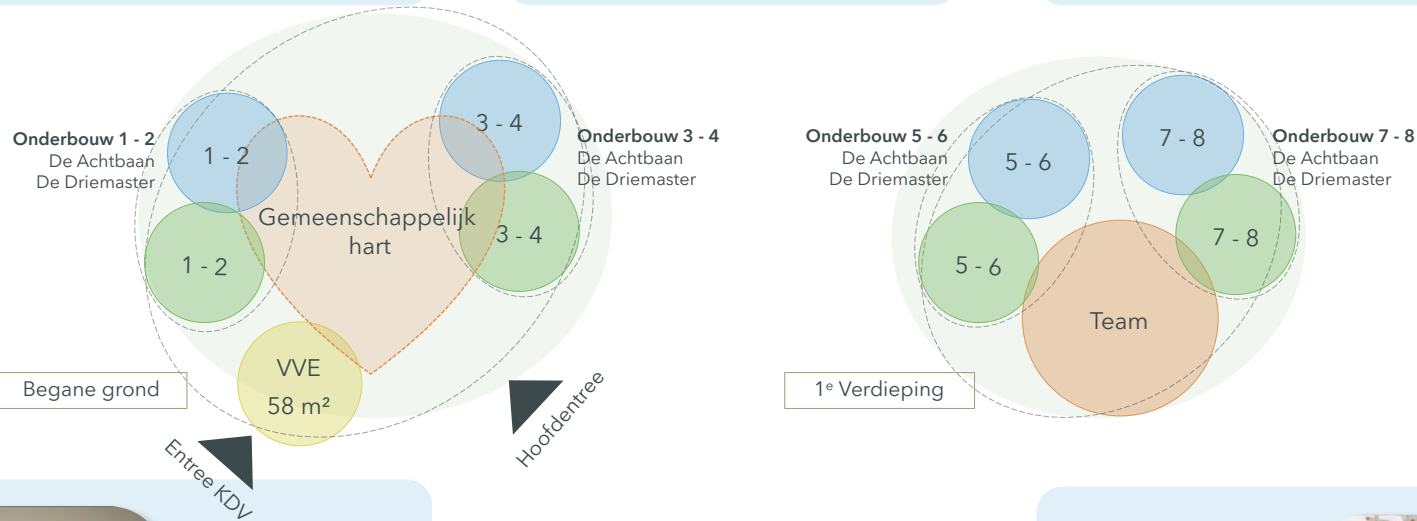 Onderbouw 1 - 2
De Achtbaan
De Driemaster
1 - 2
1 - 2
Gemeenschappelijk
hart
3 - 4
3 - 4
Onderbouw 3 - 4
De Achtbaan
De Driemaster
VVE
58 m²
Begane grond
Entree KDV
Hoofdentree
Onderbouw 5 - 6
De Achtbaan
De Driemaster
5 - 6
5 - 6
7 - 8
7 - 8
Onderbouw 7 - 8
De Achtbaan
De Driemaster
Team
1ᵉ Verdieping